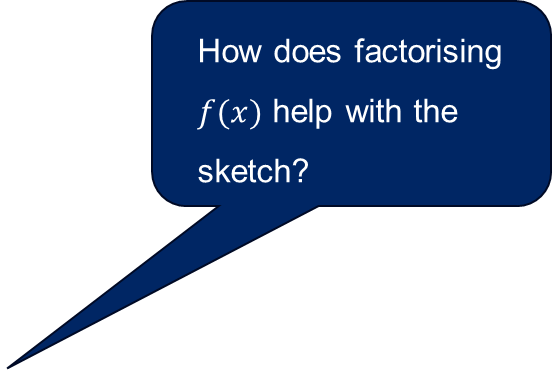 How does factorising
𝑓(𝑥) help with the
sketch?